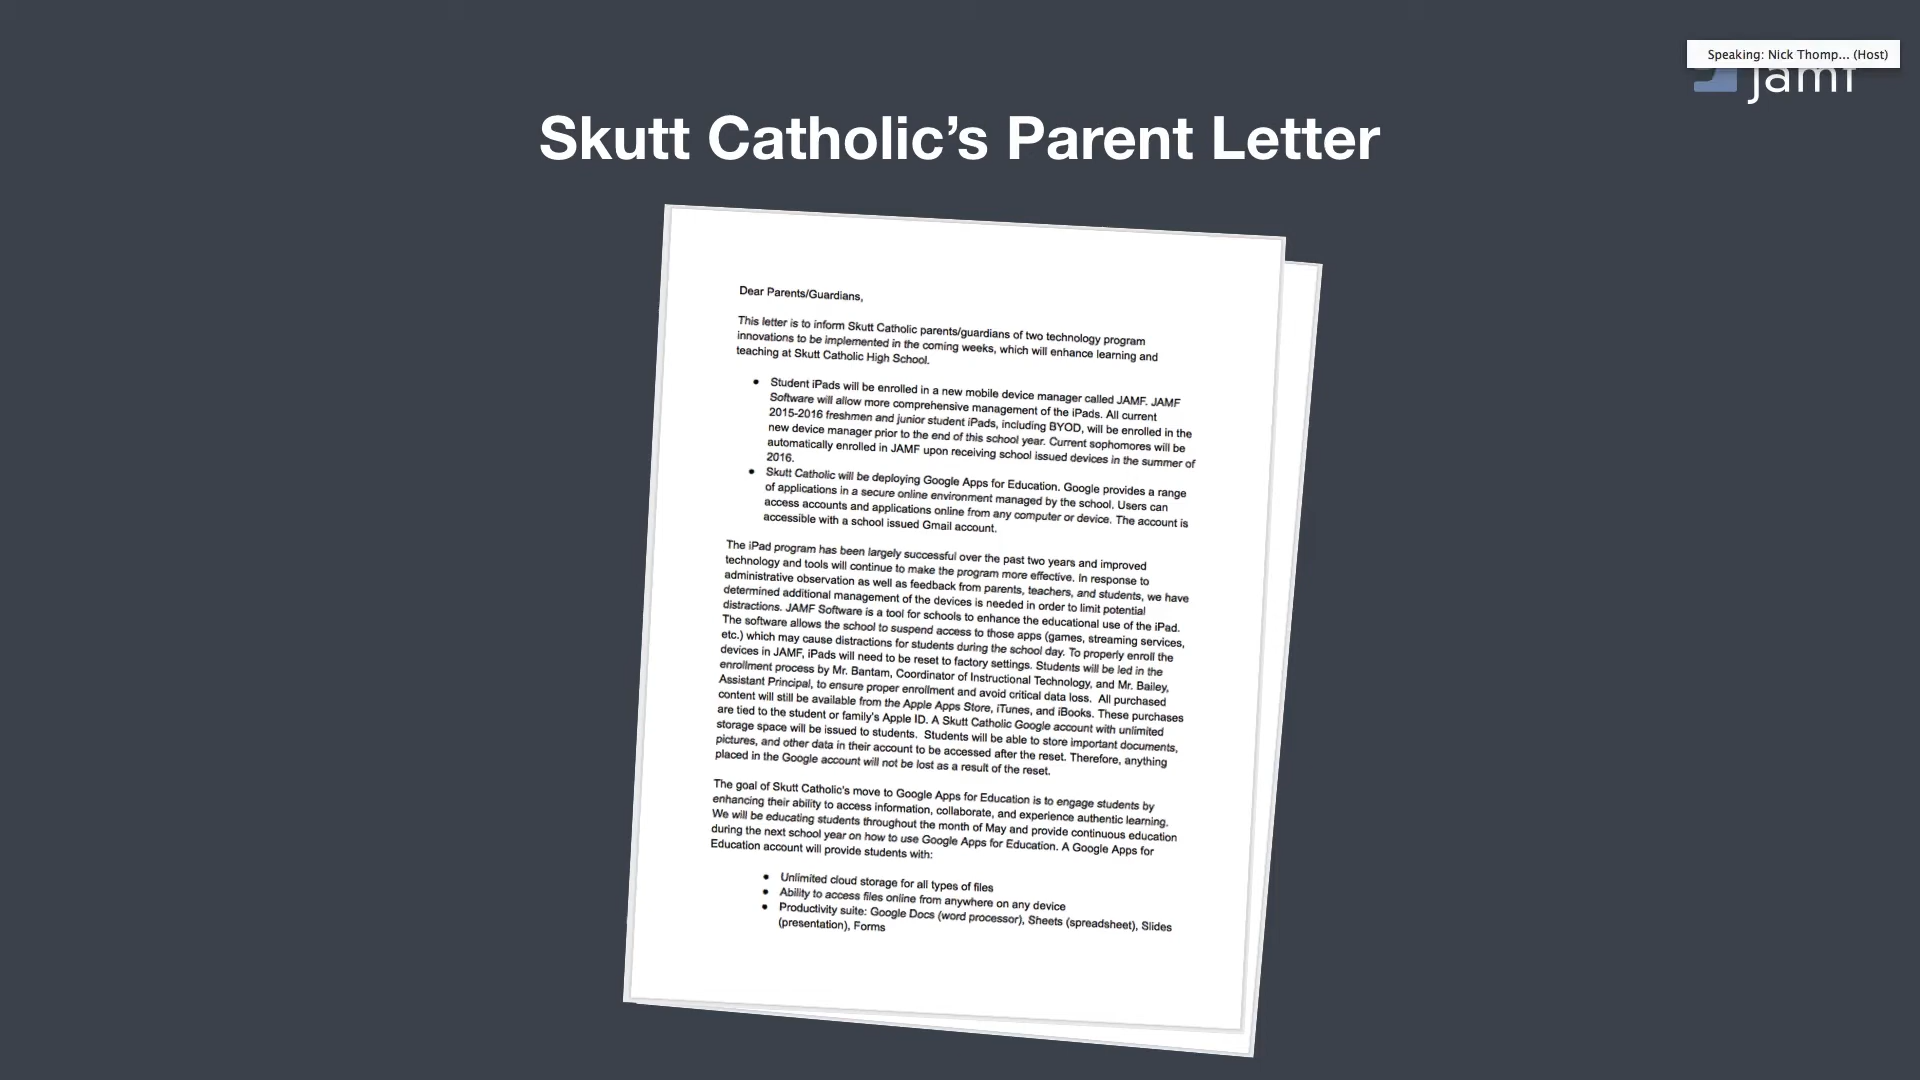 Speaking: Nick Thomp... (Host)
jamf
Skutt Catholic’s Parent Letter
Dear Parents/Guardians,
This letter is to inform Skutt Catholic parents/guardians of two technology program
innovations to be implemented in the coming weeks, which will enhance learning and
teaching at Skutt Catholic High School.
● Student iPads will be enrolled in a new mobile device manager called JAMF. JAMF
Software will allow more comprehensive management of the iPads. All current
2015-2016 freshmen and junior student iPads, including BYOD, will be enrolled in the
new device manager prior to the end of this school year. Current sophomores will be
automatically enrolled in JAMF upon receiving school issued devices in the summer of
2016.
● Skutt Catholic will be deploying Google Apps for Education. Google provides a range
of applications in a secure online environment managed by the school. Users can
access accounts and applications online from any computer or device. The account is
accessible with a school issued Gmail account.
The iPad program has been largely successful over the past two years and improved
technology and tools will continue to make the program more effective. In response to
administrative observation as well as feedback from parents, teachers, and students, we have
determined additional management of the devices is needed in order to limit potential
distractions. JAMF Software is a tool for schools to enhance the educational use of the iPad.
The software allows the school to suspend access to those apps (games, streaming services,
etc.) which may cause distractions for students during the school day. To properly enroll the
devices in JAMF, iPads will need to be reset to factory settings. Students will be led in the
enrollment process by Mr. Bantam, Coordinator of Instructional Technology, and Mr. Bailey,
Assistant Principal, to ensure proper enrollment and avoid critical data loss.  All purchased
content will still be available from the Apple Apps Store, iTunes, and iBooks. These purchases
are tied to the student or family's Apple ID. A Skutt Catholic Google account with unlimited
storage space will be issued to students.  Students will be able to store important documents,
pictures, and other data in their account to be accessed after the reset. Therefore, anything
placed in the Google account will not be lost as a result of the reset.
The goal of Skutt Catholic's move to Google Apps for Education is to engage students by
enhancing their ability to access information, collaborate, and experience authentic learning.
We will be educating students throughout the month of May and provide continuous education
during the next school year on how to use Google Apps for Education. A Google Apps for
Education account will provide students with:
● Unlimited cloud storage for all types of files
● Ability to access files online from anywhere on any device
● Productivity suite: Google Docs (word processor), Sheets (spreadsheet), Slides
(presentation), Forms